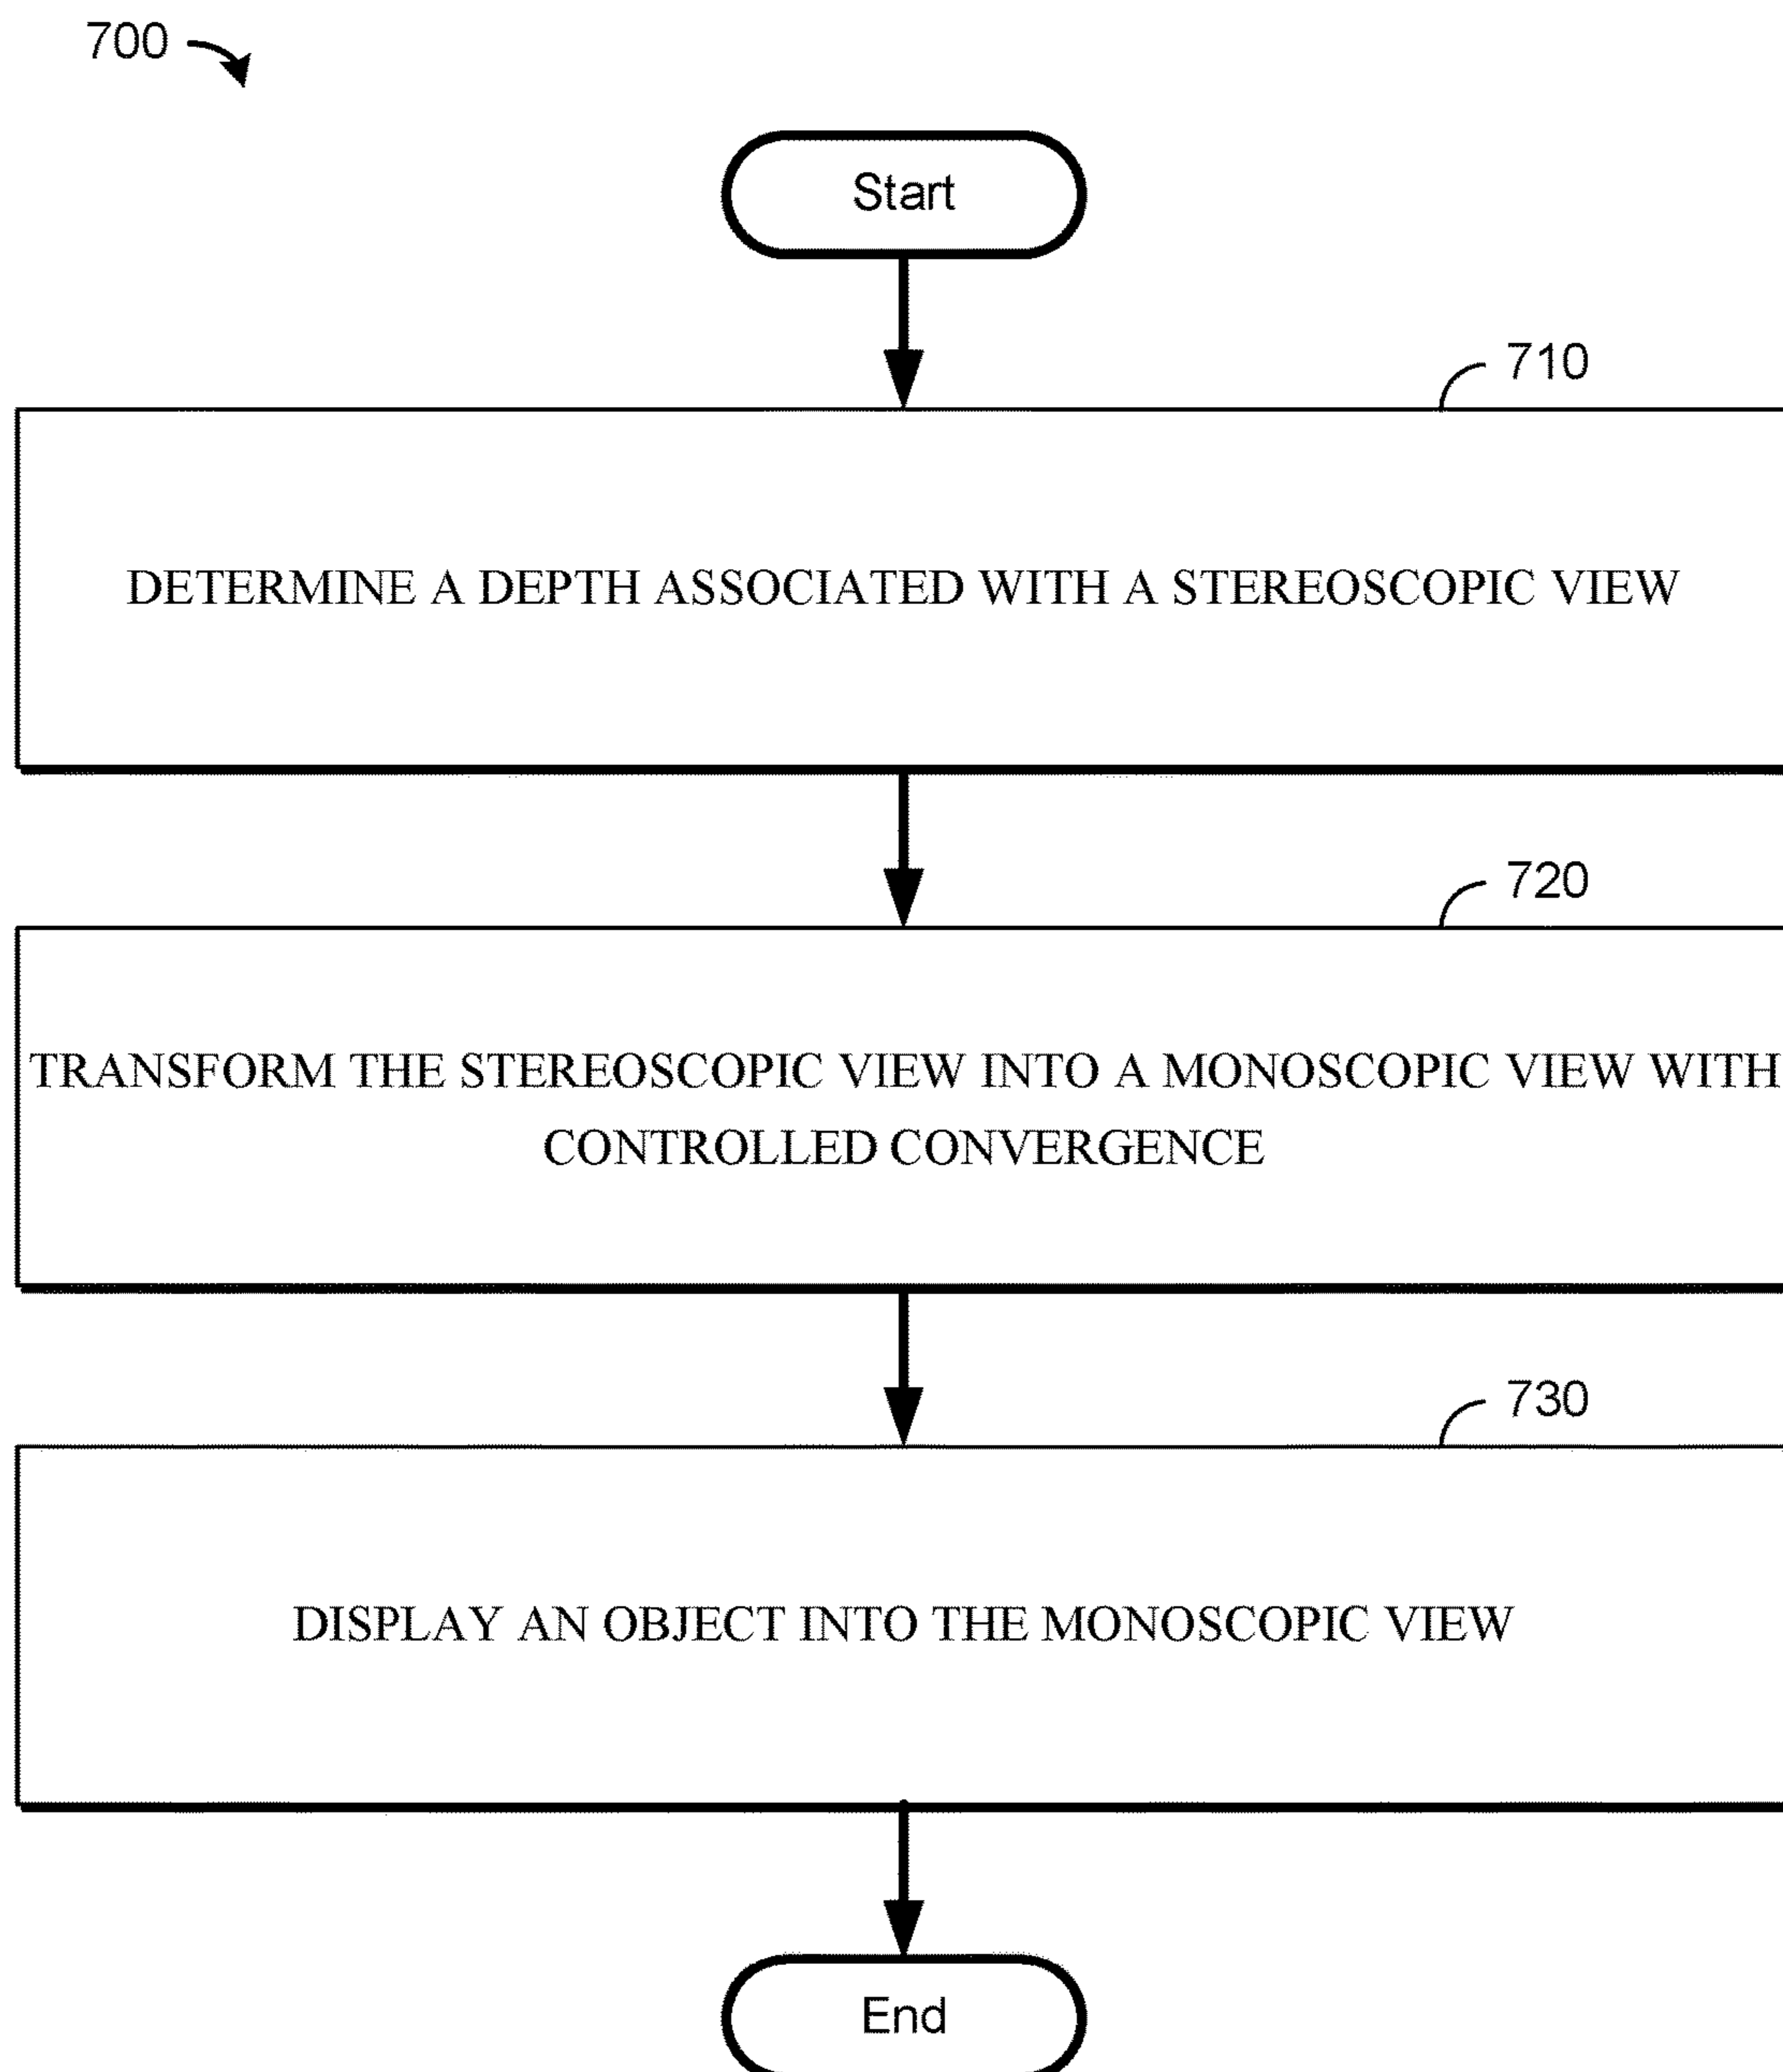 700
Start
710
DETERMINE A DEPTH ASSOCIATED WITH A STEREOSCOPIC VIEW
720
TRANSFORM THE STEREOSCOPIC VIEW INTO A MONOSCOPIC VIEW WITH
CONTROLLED CONVERGENCE
730
DISPLAY AN OBJECT INTO THE MONOSCOPIC VIEW
End